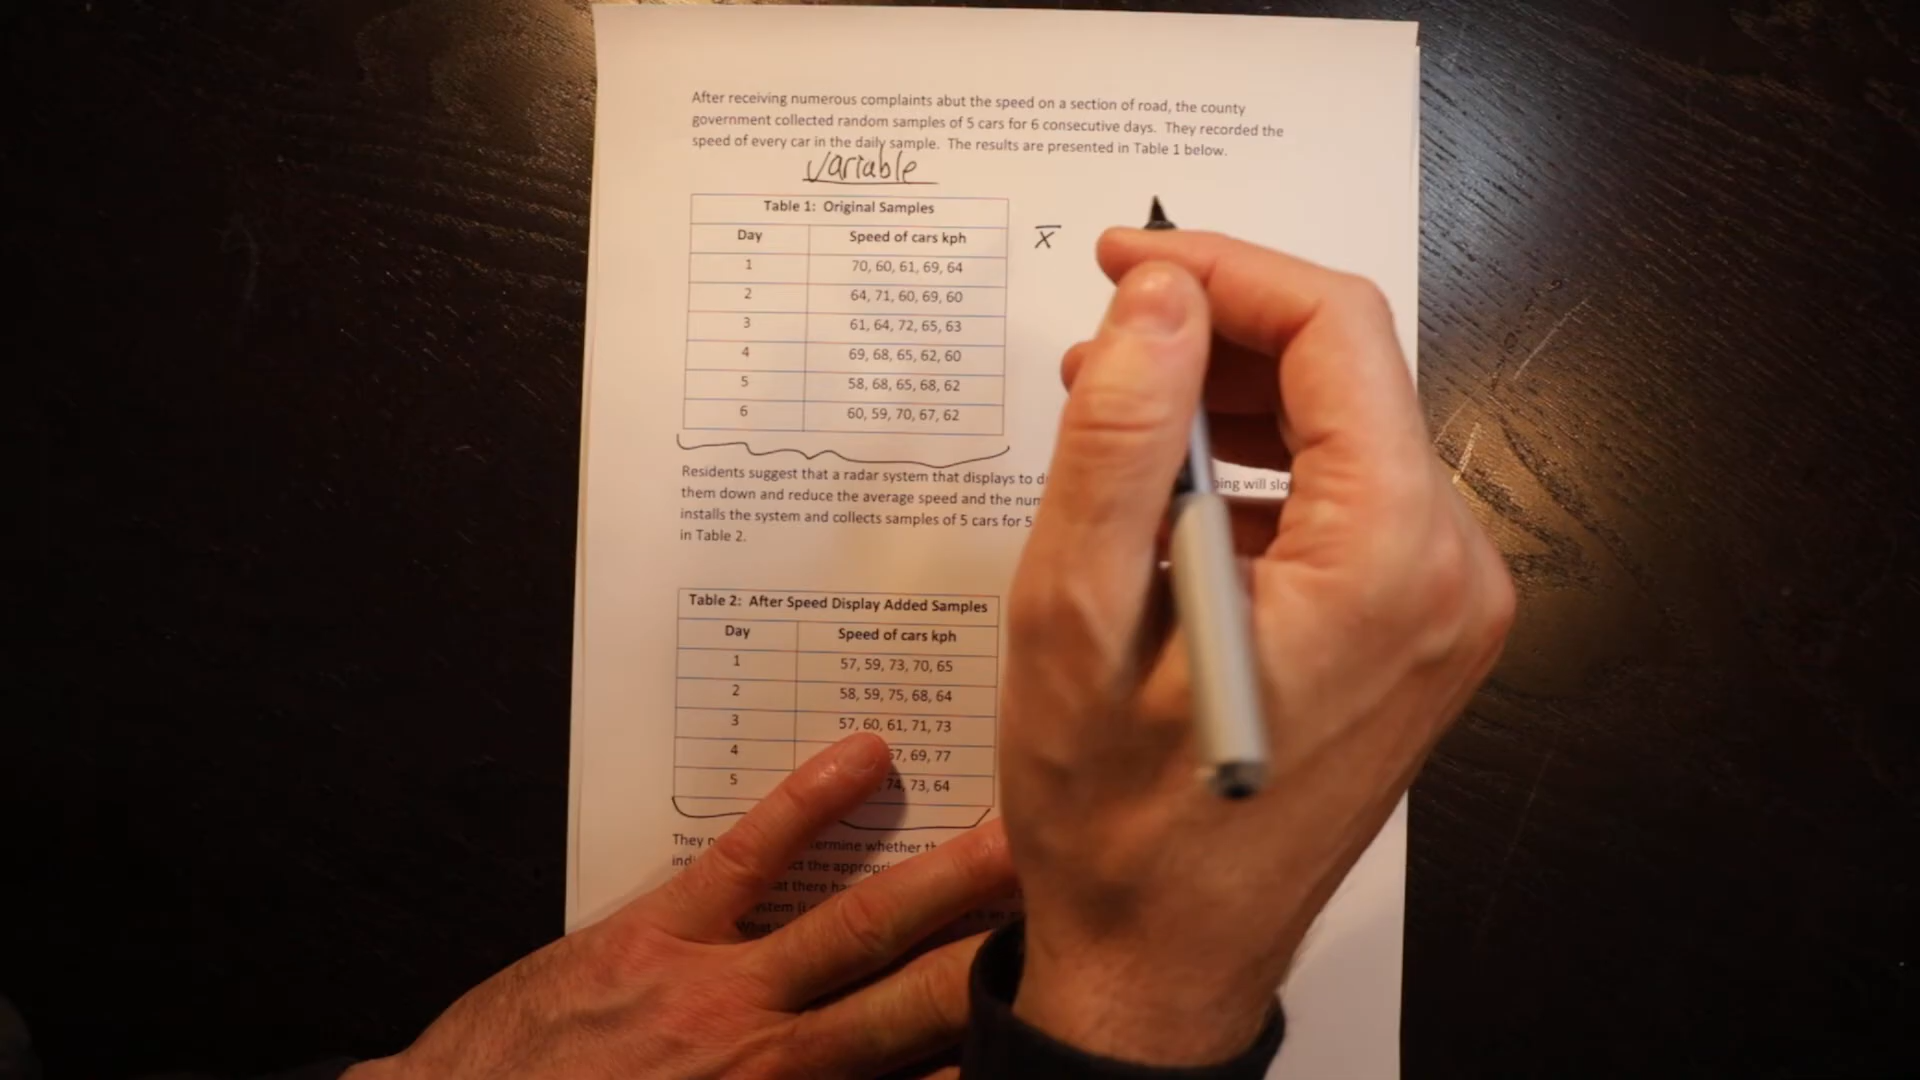 After receiving numerous complaints abut the speed on a section of road, the county
government collected random samples of 5 cars for 6 consecutive days. They recorded the
speed of every car in the daily sample. The results are presented in Table 1 below.
Variable
Table 1: Original Samples
Day Speed of cars kph
x̅
1 70, 60, 61, 69, 64
2 64, 71, 60, 69, 60
3 61, 64, 72, 65, 63
4 69, 68, 65, 62, 60
5 58, 68, 65, 68, 62
6 60, 59, 70, 67, 62
Residents suggest that a radar system that displays to will
them down and reduce the average speed and the
installs the system and collects samples of 5 cars for 5
in Table 2.
Table 2: After Speed Display Added Samples
Day Speed of cars kph
1 57, 59, 73, 70, 65
2 58, 59, 75, 68, 64
3 57, 60, 61, 71, 73
4 69, 77
5 74, 73, 64
They whether
the
there